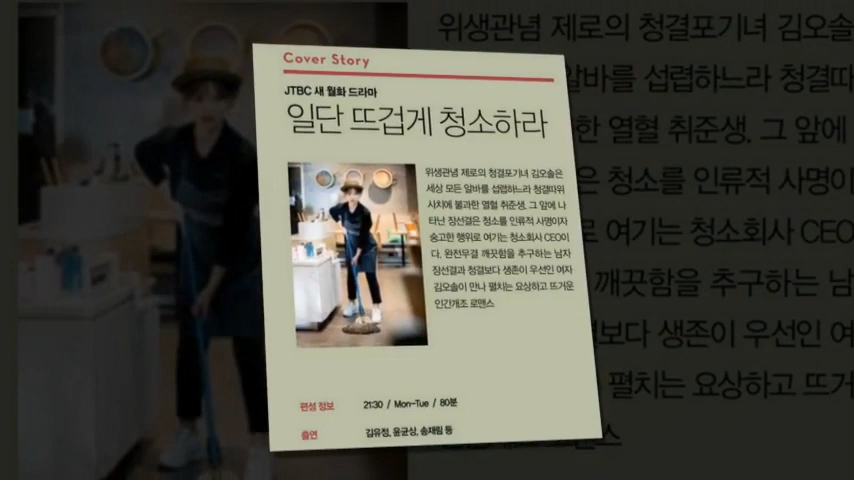 Cover Story
JTBC 새 월화 드라마
일단 뜨겁게 청소하라
위생관념 제로의 청결포기녀 김오솔은
세상 모든 알바를 섭렵하느라 청결따위
사치에 불과한 열혈 취준생. 그 앞에 나
타난 장선결은 청소를 인류적 사명이자
숭고한 행위로 여기는 청소회사 CEO이
다. 완전무결 깨끗함을 추구하는 남자
장선결과 청결보다 생존이 우선인 여자
김오솔이 만나 펼치는 요상하고 뜨거운
인간개조 로맨스
편성 정보 21:30 / Mon-Tue / 80분
출연 김유정, 윤균상, 송재림 등
위생관념 제로의 청결포기녀 김오솔
알바를 섭렵하느라 청결따
한 열혈 취준생. 그 앞에
은 청소를 인류적 사명이
로 여기는 청소회사 CEO
깨끗함을 추구하는 남
보다 생존이 우선인 여
펼치는 요상하고 뜨거
스